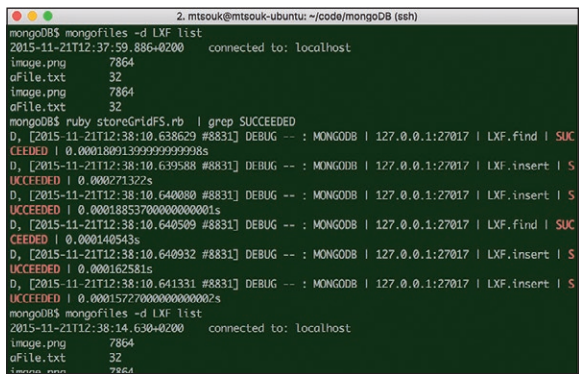 2. mtsouk@mtsouk-ubuntu: ~/code/mongoDB (ssh)
mongoDB$ mongofiles -d LXF list
2015-11-21T12:37:59.886+0200 connected to: localhost
image.png 7864
aFile.txt 32
image.png 7864
aFile.txt 32
mongoDB$ ruby storeGridFS.rb | grep SUCCEEDED
D, [2015-11-21T12:38:10.638629 #8831] DEBUG -- : MONGODB | 127.0.0.1:27017 | LXF.find | SUC
CEEDED | 0.00018091399999999998s
D, [2015-11-21T12:38:10.639588 #8831] DEBUG -- : MONGODB | 127.0.0.1:27017 | LXF.insert | S
UCCEEDED | 0.000271322s
D, [2015-11-21T12:38:10.640080 #8831] DEBUG -- : MONGODB | 127.0.0.1:27017 | LXF.insert | S
UCCEEDED | 0.00018853700000000001s
D, [2015-11-21T12:38:10.640509 #8831] DEBUG -- : MONGODB | 127.0.0.1:27017 | LXF.find | SUC
CEEDED | 0.000140543s
D, [2015-11-21T12:38:10.640932 #8831] DEBUG -- : MONGODB | 127.0.0.1:27017 | LXF.insert | S
UCCEEDED | 0.000162581s
D, [2015-11-21T12:38:10.641331 #8831] DEBUG -- : MONGODB | 127.0.0.1:27017 | LXF.insert | S
UCCEEDED | 0.00015727000000000002s
mongoDB$ mongofiles -d LXF list
2015-11-21T12:38:14.630+0200 connected to: localhost
image.png 7864
aFile.txt 32
image.png 7864